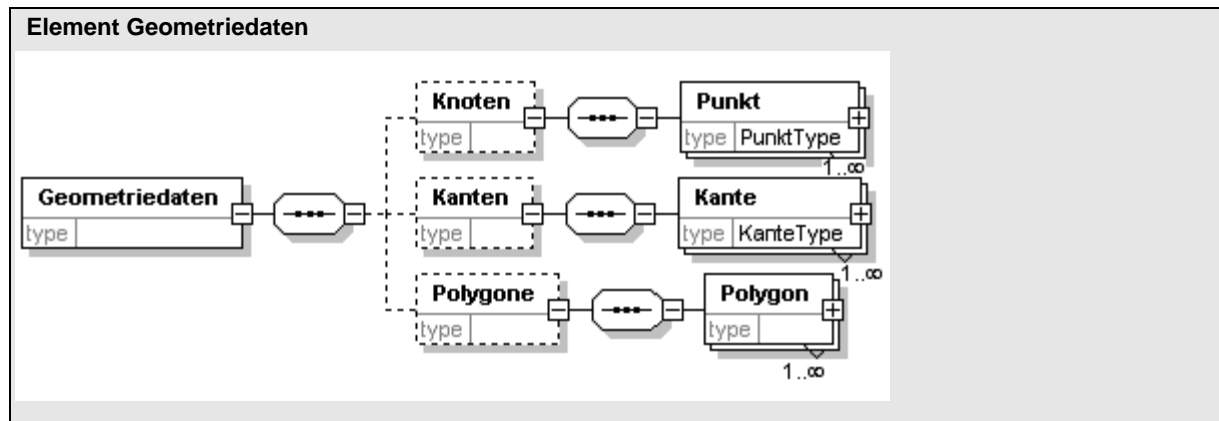 Element Geometriedaten
Knoten
type
Punkt
type PunktType
1..∞
Geometriedaten
type
Kanten
type
Kante
type KanteType
1..∞
Polygone
type
Polygon
type
1..∞